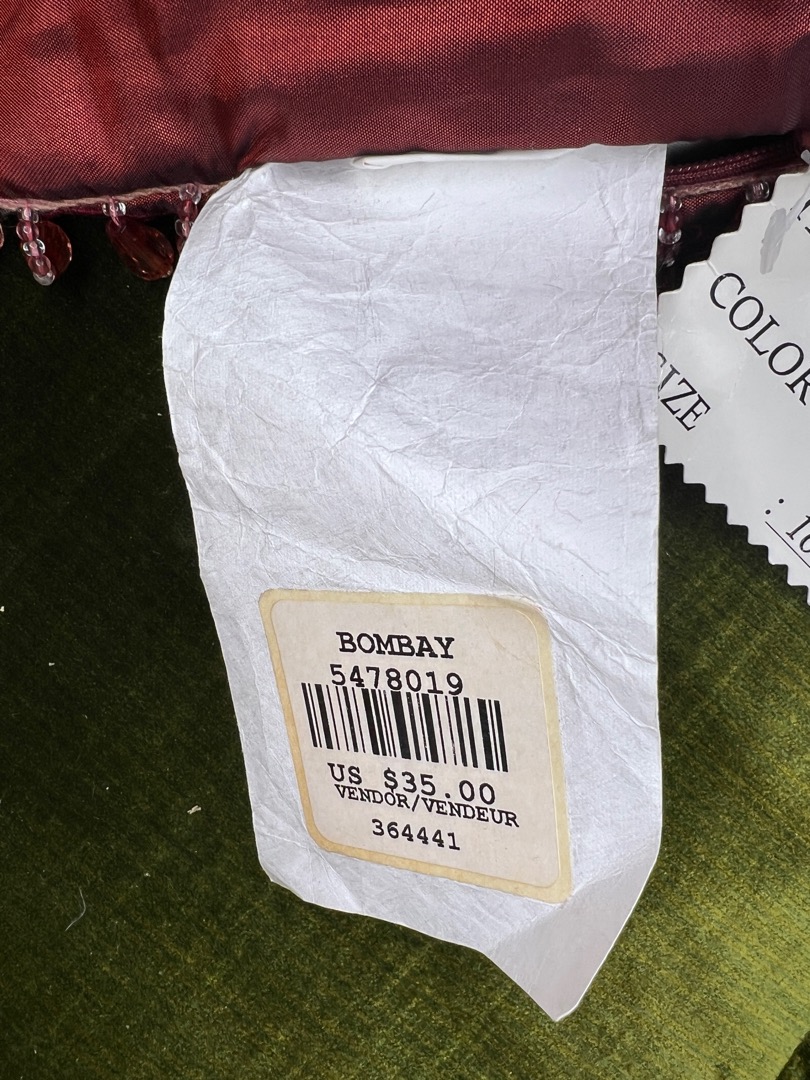 BOMBAY
5478019
US $35.00
VENDOR/VENDEUR
364441
COLOR
SIZE